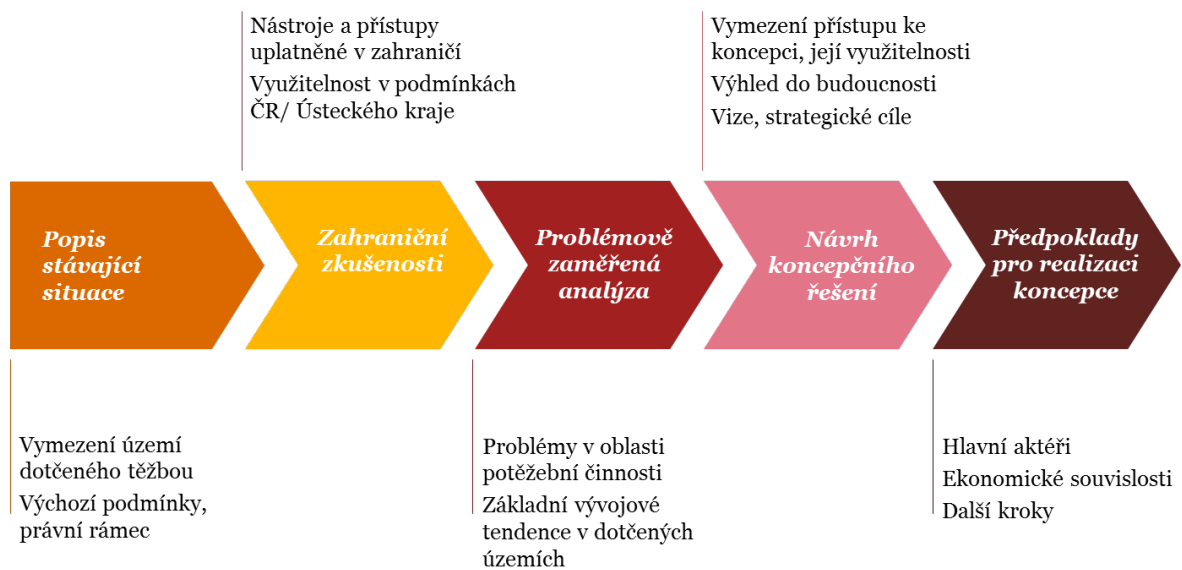 Nástroje a přístupy
uplatněné v zahraničí
Využitelnost v podmínkách
ČR/ Ústeckého kraje
Vymezení přístupu ke
koncepci, její využitelnosti
Výhled do budoucnosti
Vize, strategické cíle
Popis
stávající
situace
Zahraniční
zkušenosti
Problémově
zaměřená
analýza
Návrh
koncepčního
řešení
Předpoklady
pro realizaci
koncepce
Vymezení území
dotčeného těžbou
Výchozí podmínky,
právní rámec
Problémy v oblasti
potěžební činnosti
Základní vývojové
tendence v dotčených
územích
Hlavní aktéři
Ekonomické souvislosti
Další kroky